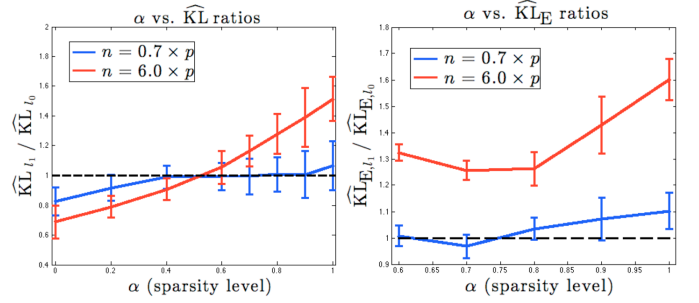 α vs. K̂L ratios
K̂L_{l₁} / K̂L_{l₀}
2
1.8
1.6
1.4
1.2
1
0.8
0.6
0.4
n = 0.7 × p
n = 6.0 × p
0 0.2 0.4 0.6 0.8 1
α (sparsity level)
α vs. K̂L_E ratios
K̂L_{E,l₁} / K̂L_{E,l₀}
1.8
1.7
1.6
1.5
1.4
1.3
1.2
1.1
1
0.9
n = 0.7 × p
n = 6.0 × p
0.6 0.65 0.7 0.75 0.8 0.85 0.9 0.95 1
α (sparsity level)